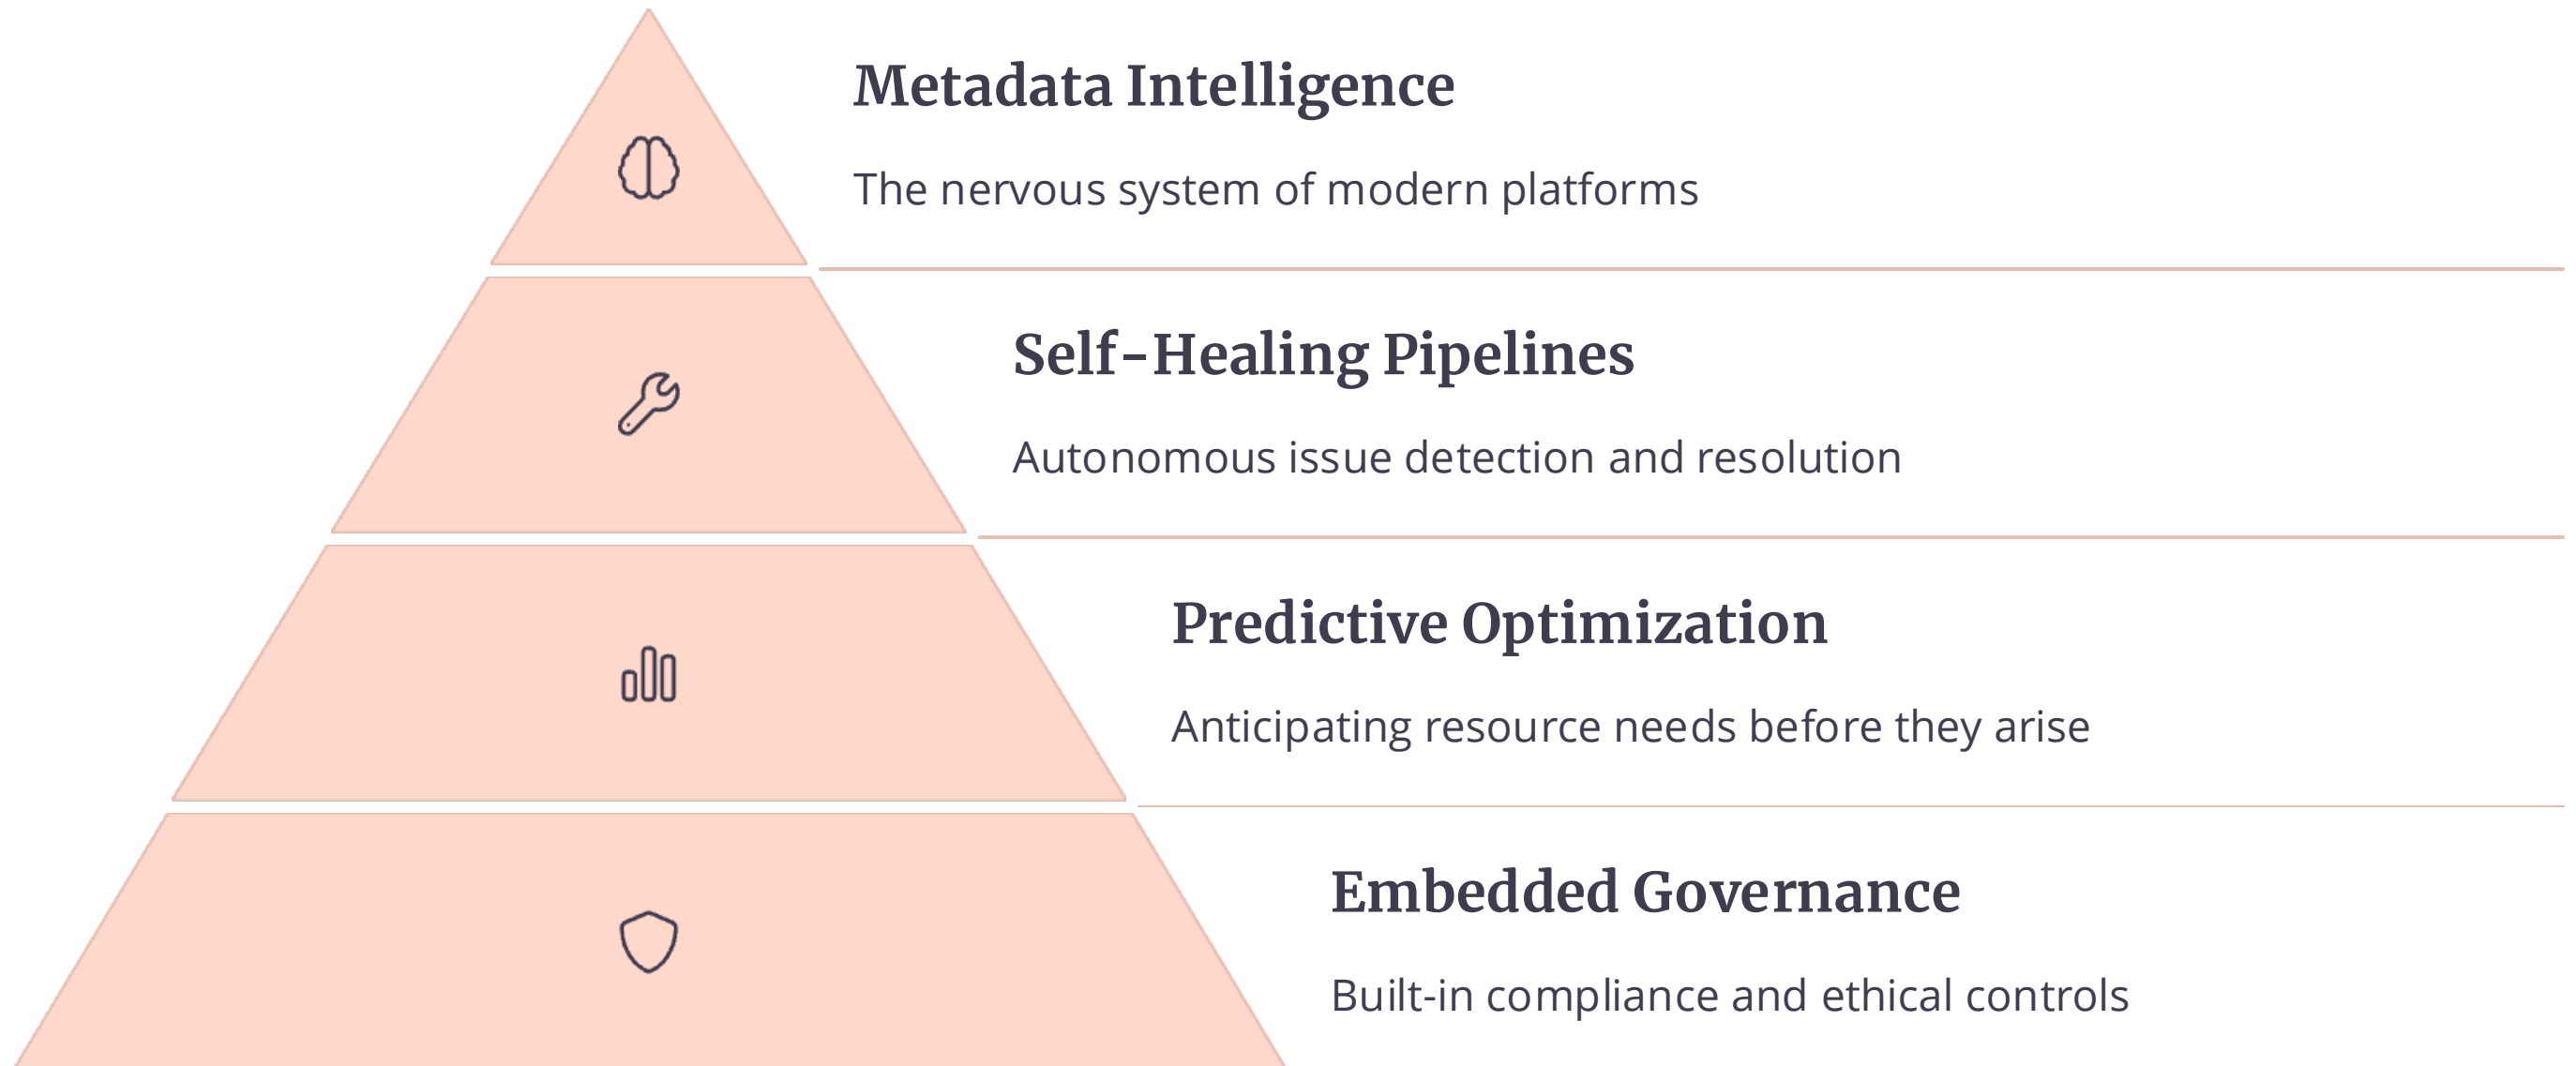 Metadata Intelligence
The nervous system of modern platforms
Self-Healing Pipelines
Autonomous issue detection and resolution
Predictive Optimization
Anticipating resource needs before they arise
Embedded Governance
Built-in compliance and ethical controls